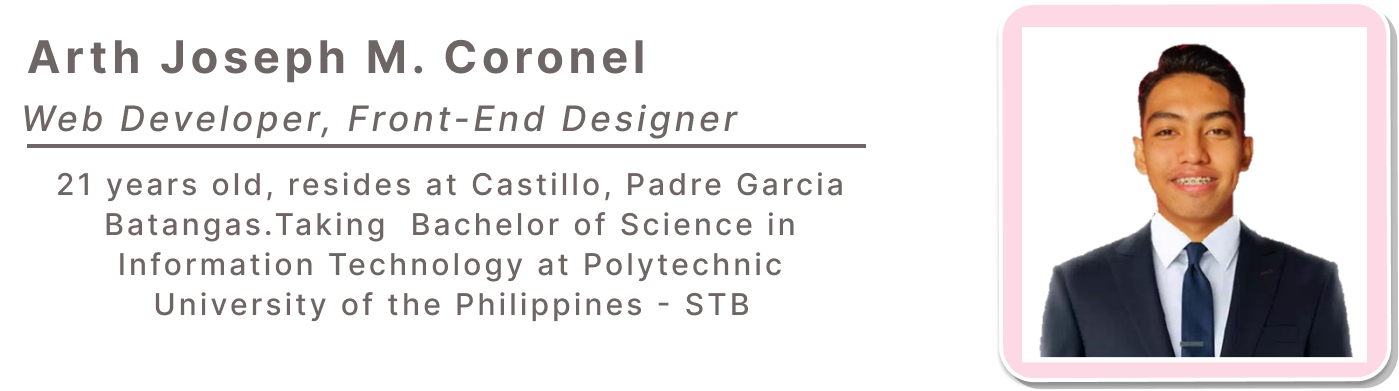 Arth Joseph M. Coronel
Web Developer, Front-End Designer
21 years old, resides at Castillo, Padre Garcia
Batangas.Taking  Bachelor of Science in
Information Technology at Polytechnic
University of the Philippines - STB